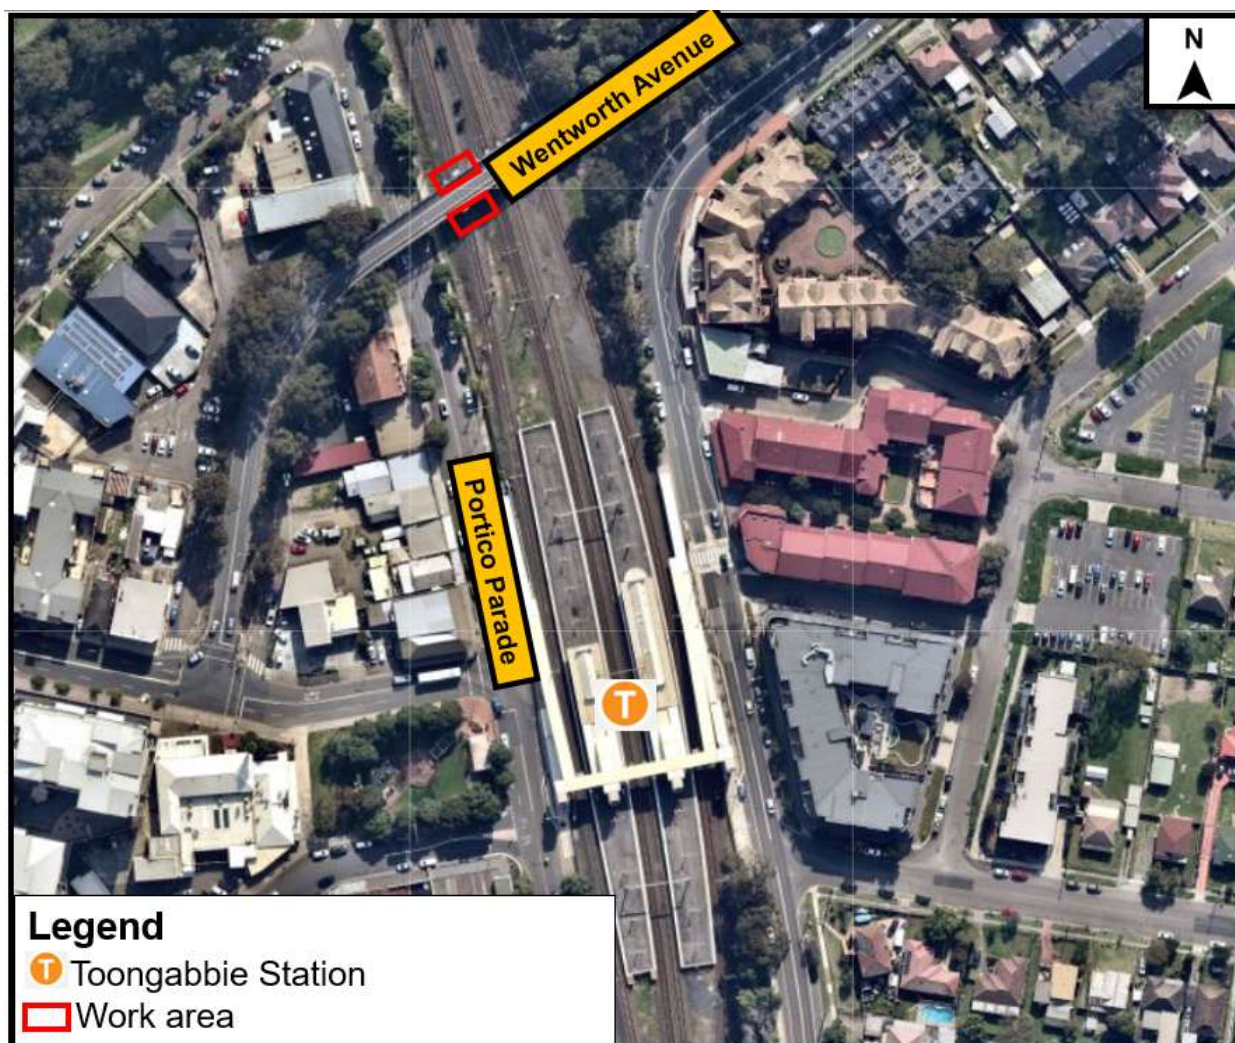 N
Wentworth Avenue
Portico Parade
T
Legend
T Toongabbie Station
Work area